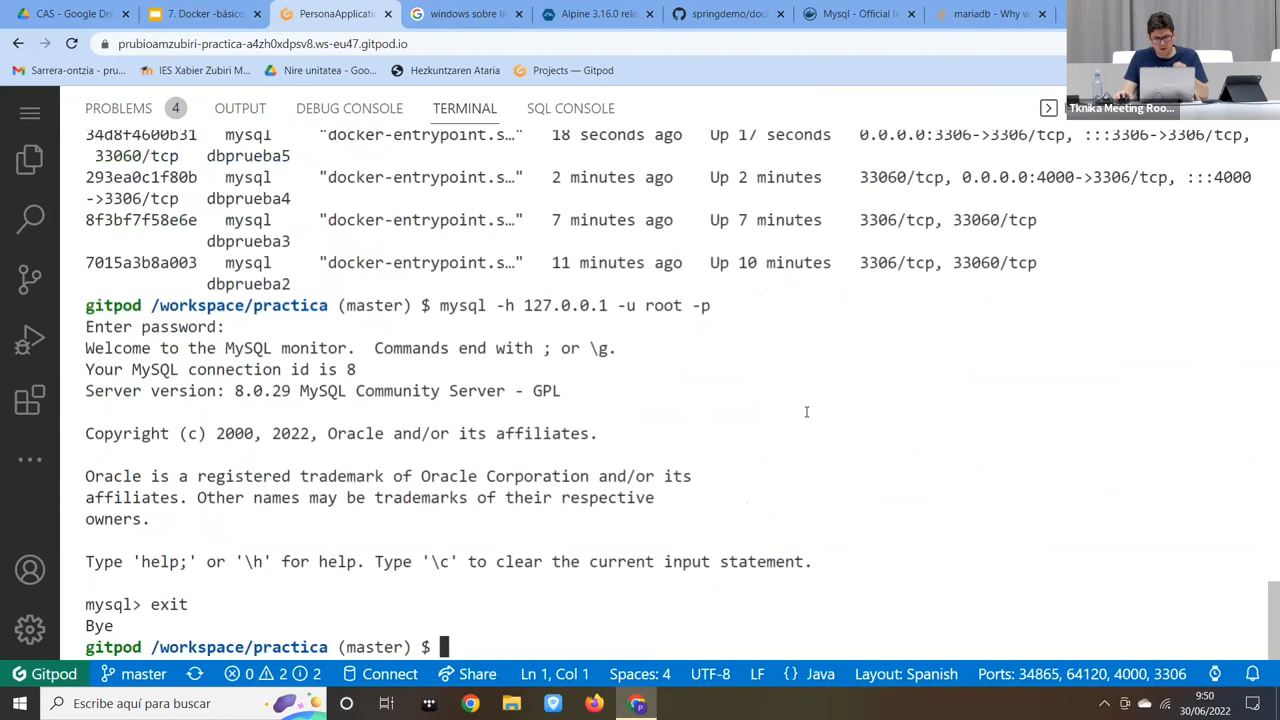 CAS - Drive
7. Docker -básico
PersonaApplicatio
windows sobre li
Alpine 3.16.0 rele
springdemo/dock
Mysql - Official I
mariadb - Why w
prubioamzubiri-practica-a4zh0xdpsv8.ws-eu47.gitpod.io
Sarrera-ontzia - pru...
IES Xabier Zubiri M...
Nire unitatea - Goo...
Hezkuntzaren Ataria
Projects — Gitpod
Tknika Meeting Roo...
PROBLEMS 4 OUTPUT DEBUG CONSOLE TERMINAL SQL CONSOLE
34d8f4600b31 mysql "docker-entrypoint.s…" 18 seconds ago Up 17 seconds 0.0.0.0:3306->3306/tcp, :::3306->3306/tcp,
33060/tcp dbprueba5
293ea0c1f80b mysql "docker-entrypoint.s…" 2 minutes ago Up 2 minutes 33060/tcp, 0.0.0.0:4000->3306/tcp, :::4000
->3306/tcp dbprueba4
8f3bf7f58e6e mysql "docker-entrypoint.s…" 7 minutes ago Up 7 minutes 3306/tcp, 33060/tcp
dbprueba3
7015a3b8a003 mysql "docker-entrypoint.s…" 11 minutes ago Up 10 minutes 3306/tcp, 33060/tcp
dbprueba2
gitpod /workspace/practica (master) $ mysql -h 127.0.0.1 -u root -p
Enter password:
Welcome to the MySQL monitor. Commands end with ; or \g.
Your MySQL connection id is 8
Server version: 8.0.29 MySQL Community Server - GPL
Copyright (c) 2000, 2022, Oracle and/or its affiliates.
Oracle is a registered trademark of Oracle Corporation and/or its
affiliates. Other names may be trademarks of their respective
owners.
Type 'help;' or '\h' for help. Type '\c' to clear the current input statement.
mysql> exit
Bye
gitpod /workspace/practica (master) $
Gitpod master 0 2 2 Connect Share Ln 1, Col 1 Spaces: 4 UTF-8 LF {} Java Layout: Spanish Ports: 34865, 64120, 4000, 3306
Escribe aquí para buscar
9:50
30/06/2022